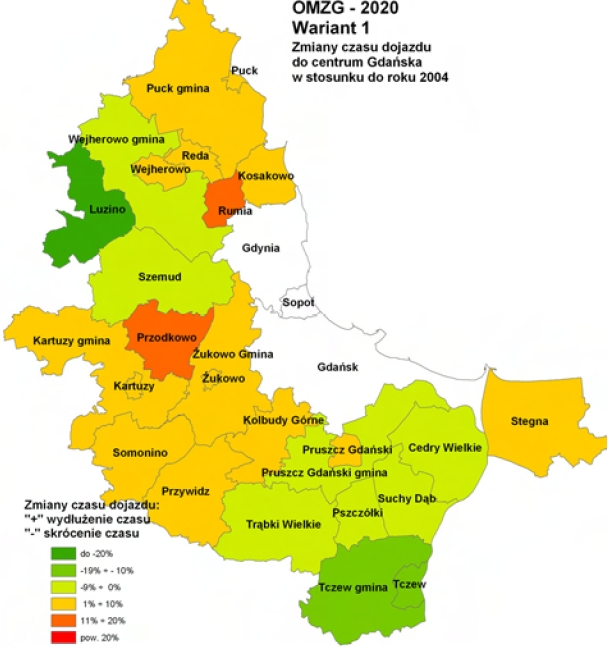 OMZG - 2020
Wariant 1
Zmiany czasu dojazdu
do centrum Gdańska
w stosunku do roku 2004
Puck
Puck gmina
Wejherowo gmina
Reda
Wejherowo
Kosakowo
Luzino
Rumia
Gdynia
Szemud
Sopot
Kartuzy gmina
Przodkowo
Żukowo Gmina
Gdańsk
Kartuzy
Żukowo
Kolbudy Górne
Stegna
Somonino
Pruszcz Gdański
Cedry Wielkie
Pruszcz Gdański gmina
Przywidz
Suchy Dąb
Pszczółki
Trąbki Wielkie
Tczew gmina
Tczew
Zmiany czasu dojazdu:
"+" wydłużenie czasu
"-" skrócenie czasu
do -20%
-19% ÷ - 10%
-9% ÷ 0%
1% ÷ 10%
11% ÷ 20%
pow. 20%